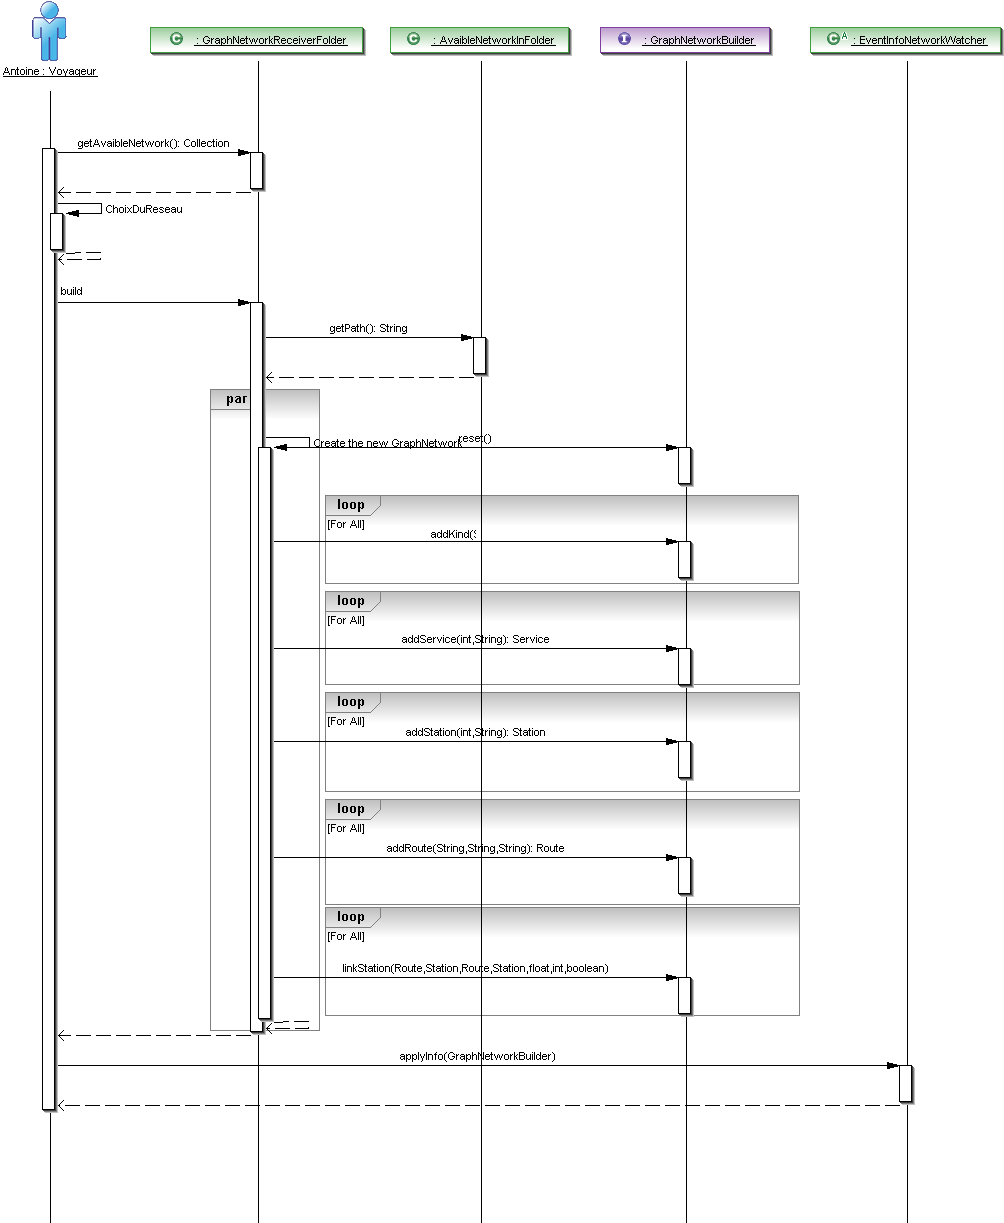 Antoine : Voyageur
C : GraphNetworkReceiverFolder
C : AvaibleNetworkInFolder
I : GraphNetworkBuilder
C A : EventInfoNetworkWatcher
getAvaibleNetwork(): Collection
ChoixDuReseau
build
getPath(): String
par
reset()
Create the new GraphNetwork
loop
[For All]
addKind(
loop
[For All]
addService(int,String): Service
loop
[For All]
addStation(int,String): Station
loop
[For All]
addRoute(String,String,String): Route
loop
[For All]
linkStation(Route,Station,Route,Station,float,int,boolean)
applyInfo(GraphNetworkBuilder)